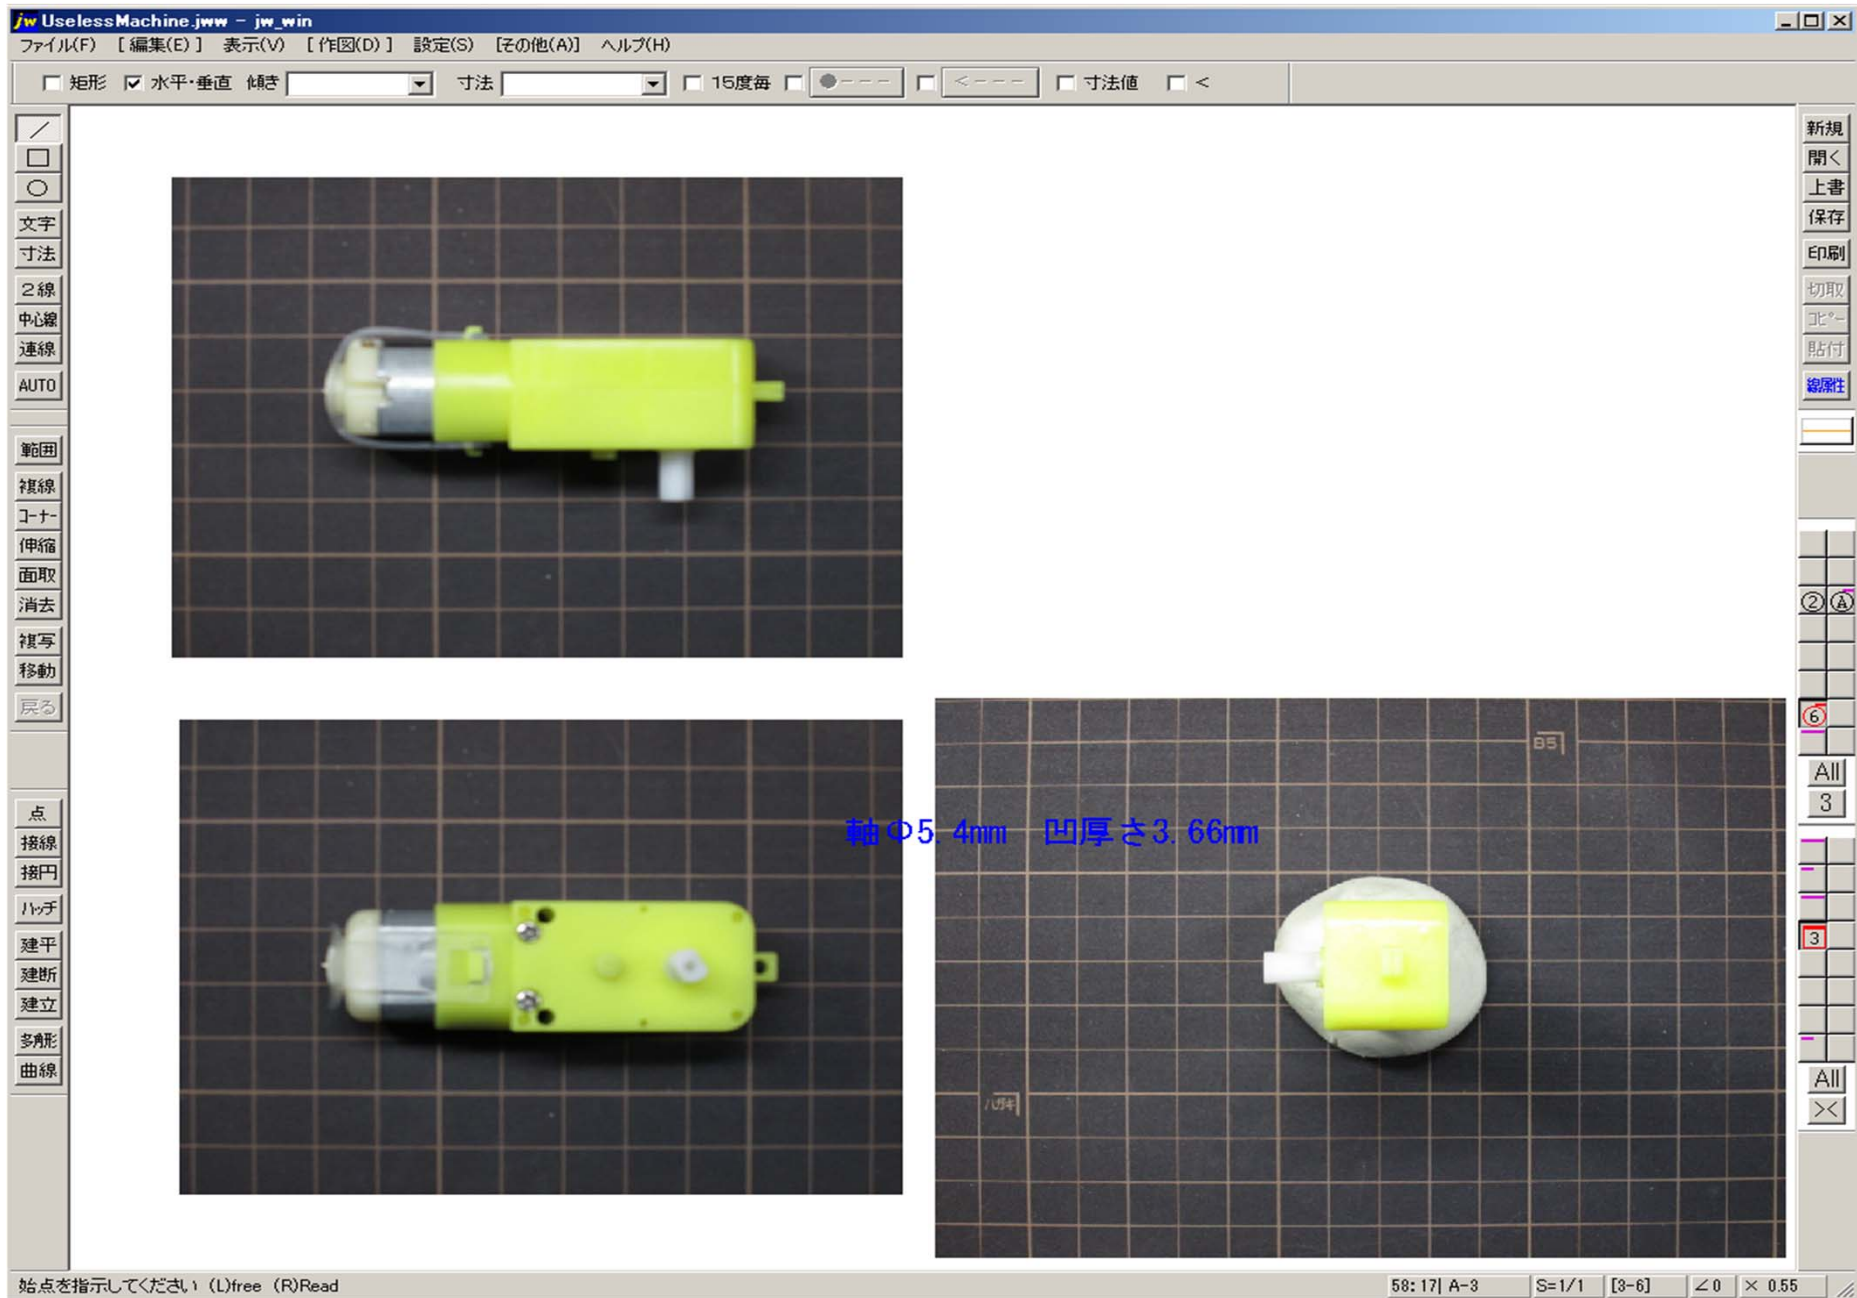 jw UselessMachine.jww - jw_win
ファイル(F) [編集(E)] 表示(V) [作図(D)] 設定(S) [その他(A)] ヘルプ(H)
矩形 水平・垂直 傾き 寸法 15度毎 ●--- <--- 寸法値 <
文字
寸法
２線
中心線
連線
AUTO
範囲
複線
コーナー
伸縮
面取
消去
複写
移動
戻る
点
接線
接円
ハッチ
建平
建断
建立
多角形
曲線
B5
軸Φ5.4mm 凹厚さ3.66mm
ハガキ
新規
開く
上書
保存
印刷
切取
コピー
貼付
線属性
② A
⑥
All
3
3
All
><
始点を指示してください (L)free (R)Read
58:17| A-3 S=1/1 [3-6] ∠0 × 0.55